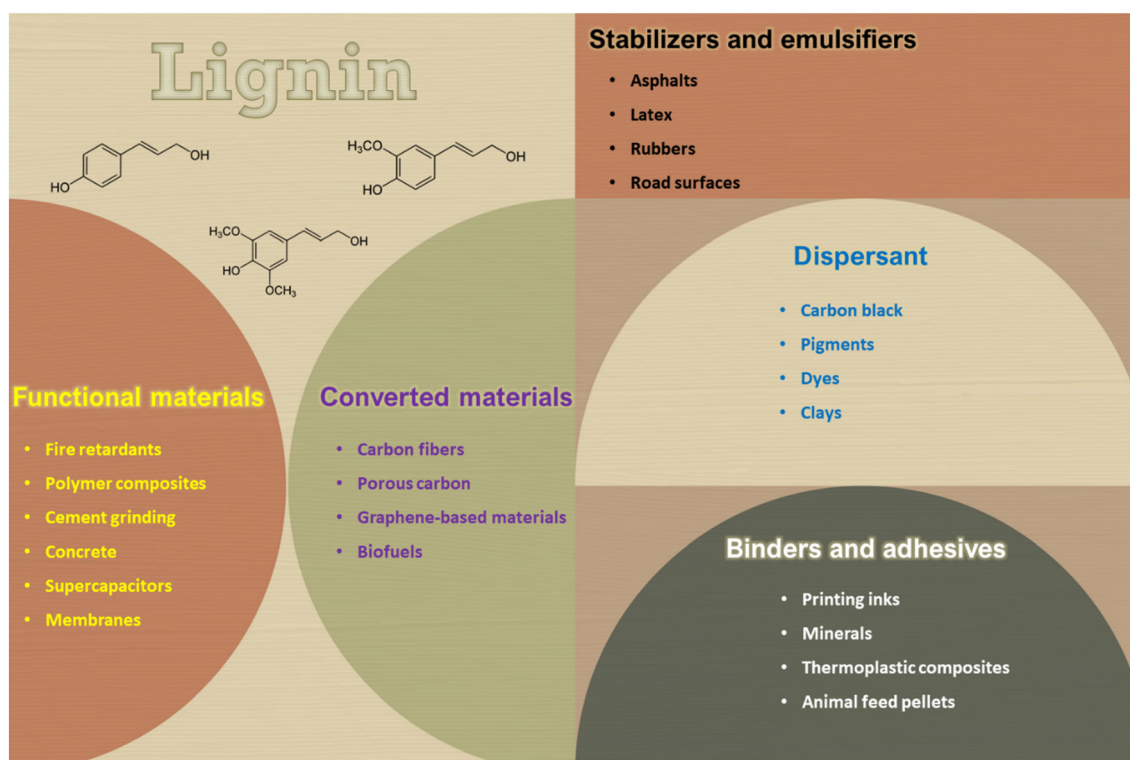 Lignin
HO
OH
H₃CO
HO
OH
H₃CO
HO
OCH₃
OH
Functional materials
• Fire retardants
• Polymer composites
• Cement grinding
• Concrete
• Supercapacitors
• Membranes
Converted materials
• Carbon fibers
• Porous carbon
• Graphene-based materials
• Biofuels
Stabilizers and emulsifiers
• Asphalts
• Latex
• Rubbers
• Road surfaces
Dispersant
• Carbon black
• Pigments
• Dyes
• Clays
Binders and adhesives
• Printing inks
• Minerals
• Thermoplastic composites
• Animal feed pellets